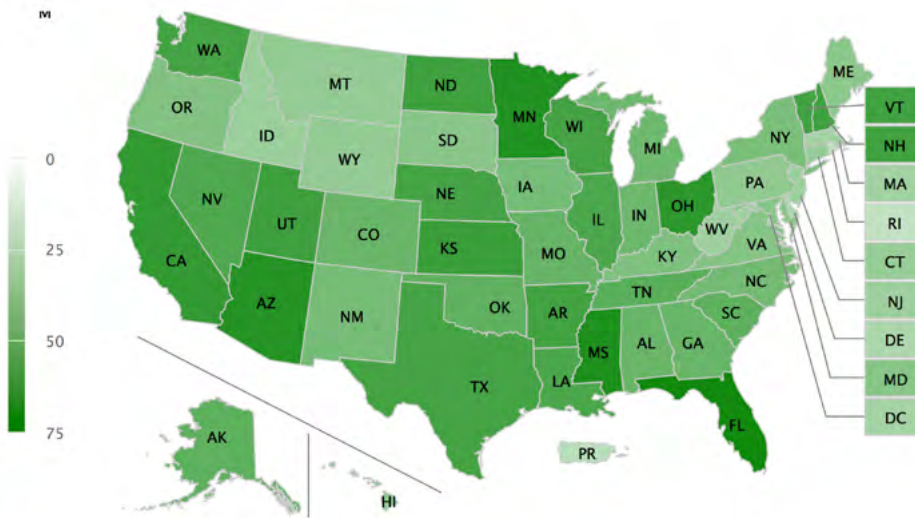 M
WA
MT
ND
MN
ME
OR
ID
WY
SD
WI
MI
NY
VT
NH
MA
RI
CT
NJ
DE
MD
DC
NV
UT
CO
NE
IA
IL
IN
OH
PA
WV
VA
CA
AZ
NM
KS
MO
KY
NC
TN
SC
OK
AR
MS
AL
GA
TX
LA
FL
AK
HI
PR
0
25
50
75